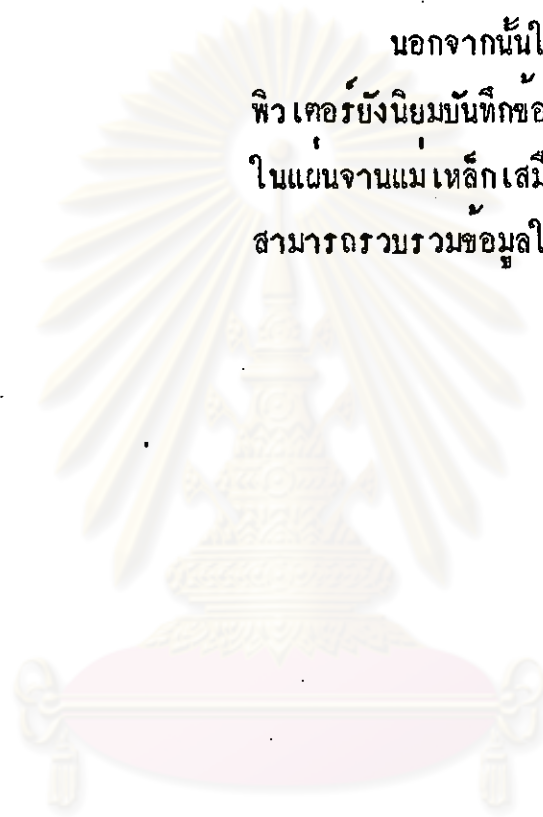 นอกจากนั้นใ
พิวเตอร์ยังนิยมบันทึกข้อ
ในแผ่นจานแม่เหล็กเสมื
สามารถรวบรวมข้อมูลใ